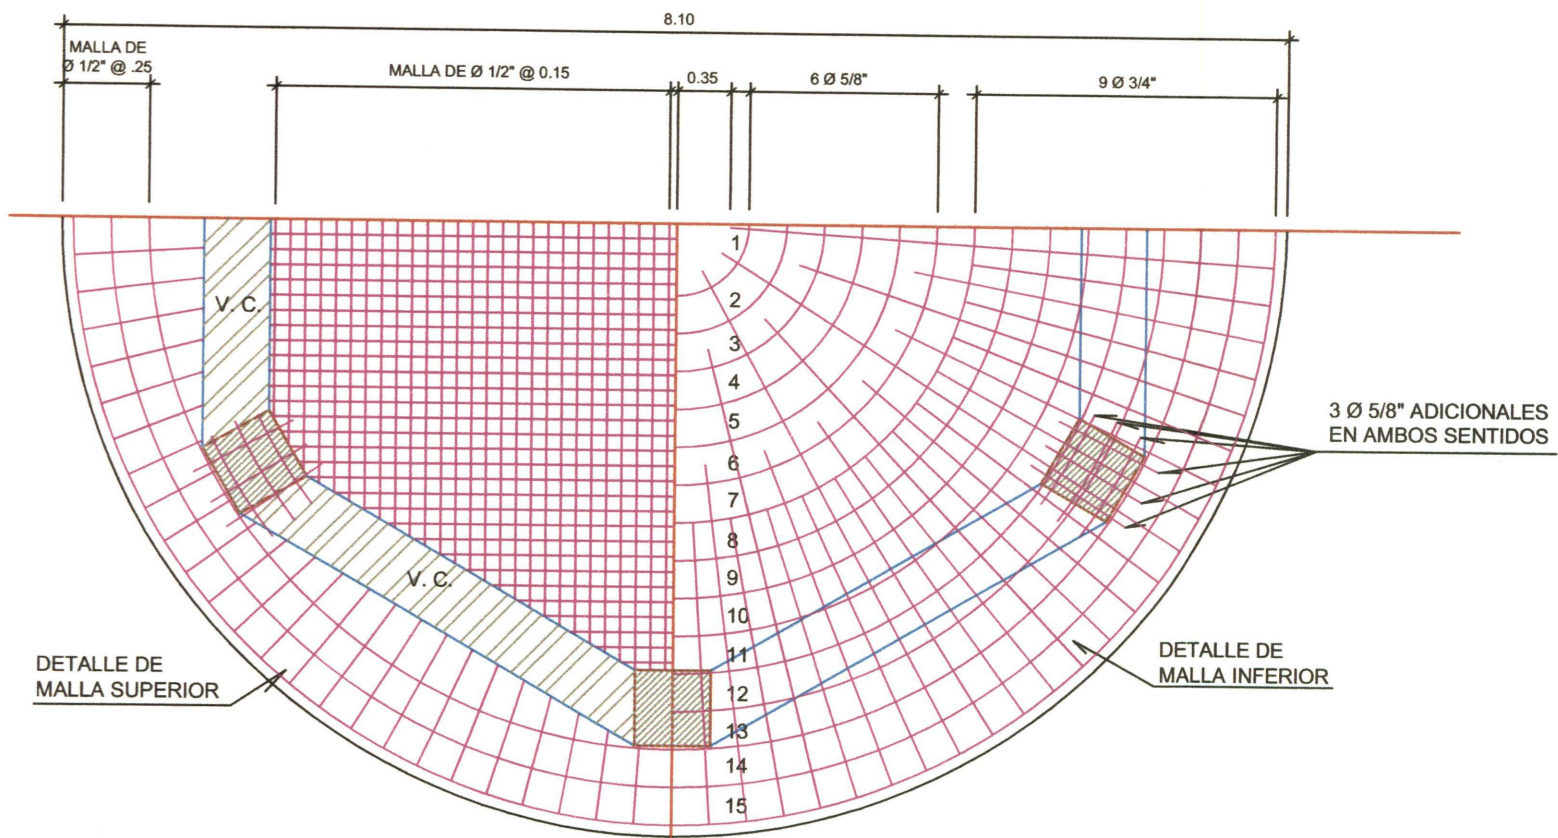 8.10
MALLA DE
Ø 1/2" @ .25
MALLA DE Ø 1/2" @ 0.15
0.35
6 Ø 5/8"
9 Ø 3/4"
1
2
3
4
5
6
7
8
9
10
11
12
13
14
15
V. C.
V. C.
3 Ø 5/8" ADICIONALES
EN AMBOS SENTIDOS
DETALLE DE
MALLA SUPERIOR
DETALLE DE
MALLA INFERIOR